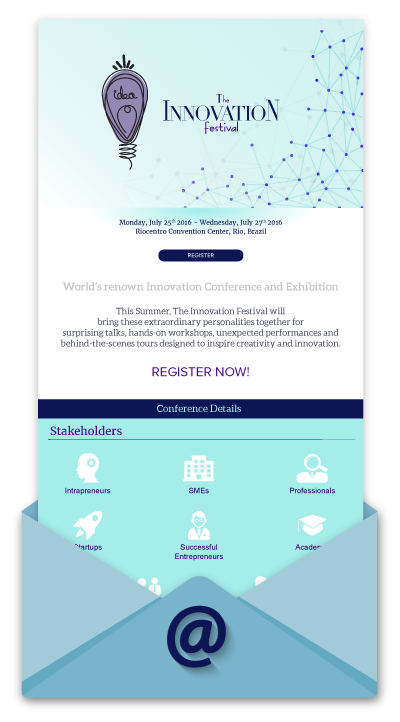 idea
The
INNOVATION
festival
Monday, July 25th 2016 - Wednesday, July 27th 2016
Riocentro Convention Center, Rio, Brazil
REGISTER
World's renown Innovation Conference and Exhibition
This Summer, The Innovation Festival will
bring these extraordinary personalities together for
surprising talks, hands-on workshops, unexpected performances and
behind-the-scenes tours designed to inspire creativity and innovation.
REGISTER NOW!
Conference Details
Stakeholders
Intrapreneurs SMEs Professionals
Startups Successful Academ
Entrepreneurs
@